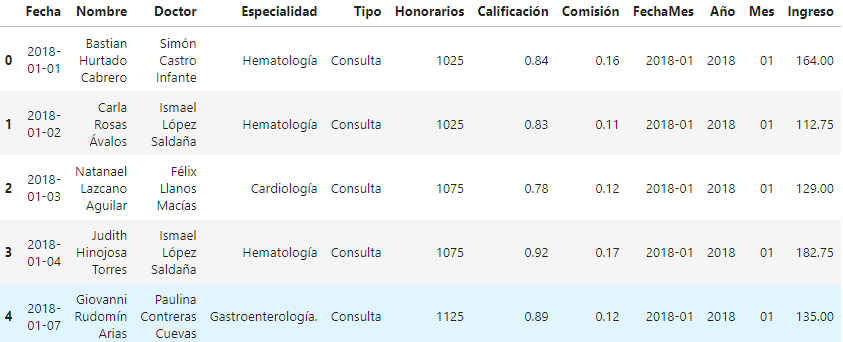 Fecha Nombre Doctor Especialidad Tipo Honorarios Calificación Comisión FechaMes Año Mes Ingreso
0 2018-01-01 Bastian Hurtado Cabrero Simón Castro Infante Hematología Consulta 1025 0.84 0.16 2018-01 2018 01 164.00
1 2018-01-02 Carla Rosas Ávalos Ismael López Saldaña Hematología Consulta 1025 0.83 0.11 2018-01 2018 01 112.75
2 2018-01-03 Natanael Lazcano Aguilar Félix Llanos Macías Cardiología Consulta 1075 0.78 0.12 2018-01 2018 01 129.00
3 2018-01-04 Judith Hinojosa Torres Ismael López Saldaña Hematología Consulta 1075 0.92 0.17 2018-01 2018 01 182.75
4 2018-01-07 Giovanni Rudomín Arias Paulina Contreras Cuevas Gastroenterología. Consulta 1125 0.89 0.12 2018-01 2018 01 135.00